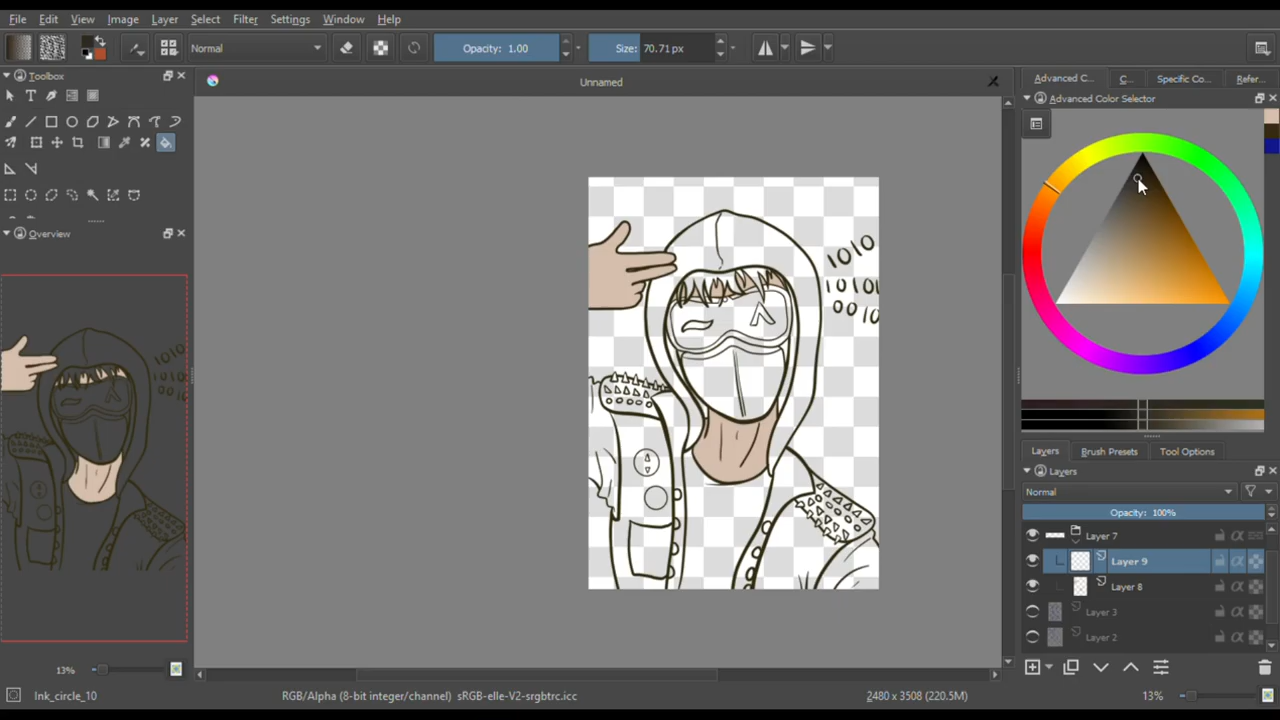 File Edit View Image Layer Select Filter Settings Window Help
Normal Opacity: 1.00 Size: 70.71 px
Toolbox
Unnamed
Advanced C... C... Specific Co... Refer...
Advanced Color Selector
Overview
1010
1010
0010
Layers Brush Presets Tool Options
Layers
Normal
Opacity: 100%
Layer 7
Layer 9
Layer 8
Layer 3
Layer 2
13%
Ink_circle_10 RGB/Alpha (8-bit integer/channel) sRGB-elle-V2-srgbtrc.icc 2480 x 3508 (220.5M) 13%